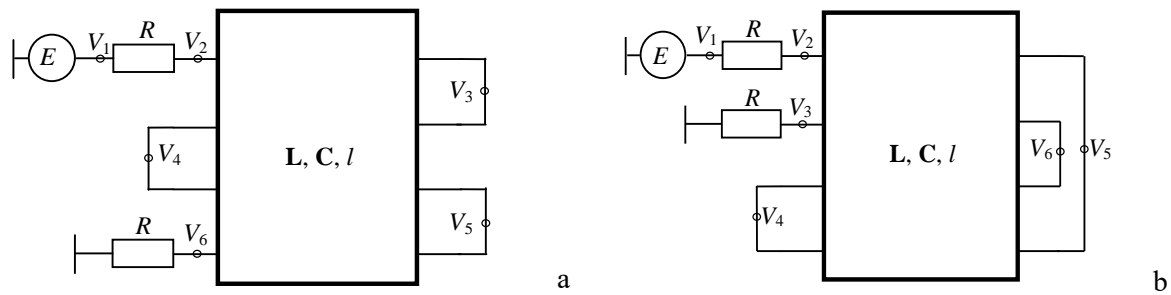 E V1 R V2
V3
V4
L, C, l
V5
R V6
a
E V1 R V2
R V3
L, C, l
V6 V5
V4
b